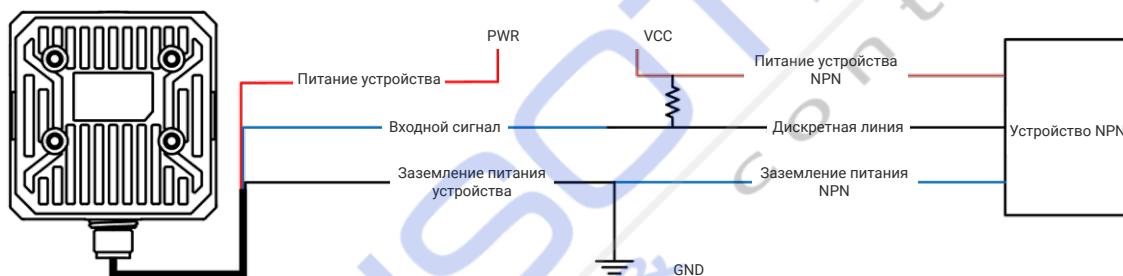 PWR
VCC
Питание устройства
Питание устройства
NPN
Входной сигнал
Дискретная линия
Устройство NPN
Заземление питания
устройства
Заземление питания
NPN
GND
cont